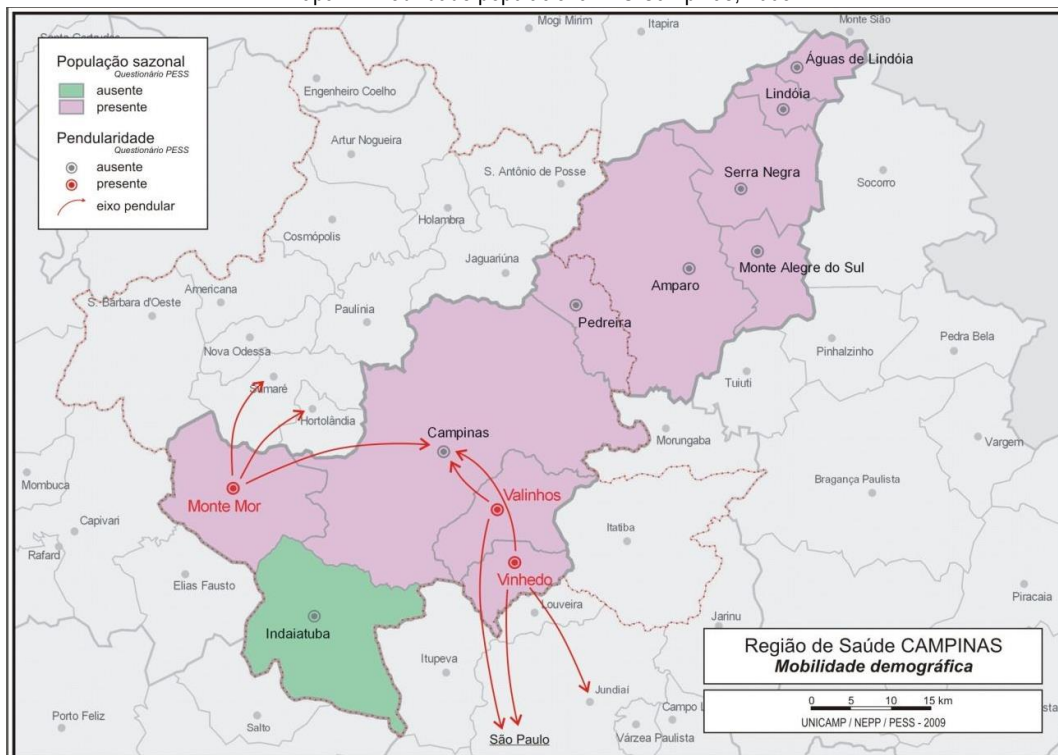 População sazonal
Questionário PESS
ausente
presente
Pendularidade
Questionário PESS
ausente
presente
eixo pendular
Mogi Mirim
Itapira
Monte Sião
Engenheiro Coelho
Águas de Lindóia
Lindóia
Artur Nogueira
S. Antônio de Posse
Serra Negra
Socorro
Holambra
Cosmópolis
Jaguariúna
Monte Alegre do Sul
Amparo
Americana
S. Bárbara d'Oeste
Paulínia
Pedreira
Nova Odessa
Pinhalzinho
Pedra Bela
Tuiuti
Sumaré
Hortolândia
Campinas
Morungaba
Vargem
Mombuca
Monte Mor
Valinhos
Bragança Paulista
Capivari
Itatiba
Rafard
Elias Fausto
Vinhedo
Louveira
Piracaia
Indaiatuba
Jarinu
Itupeva
Região de Saúde CAMPINAS
Mobilidade demográfica
Jundiaí
0 5 10 15 km
Porto Feliz
Salto
Campo L
UNICAMP / NEPP / PESS - 2009
São Paulo
Várzea Paulista